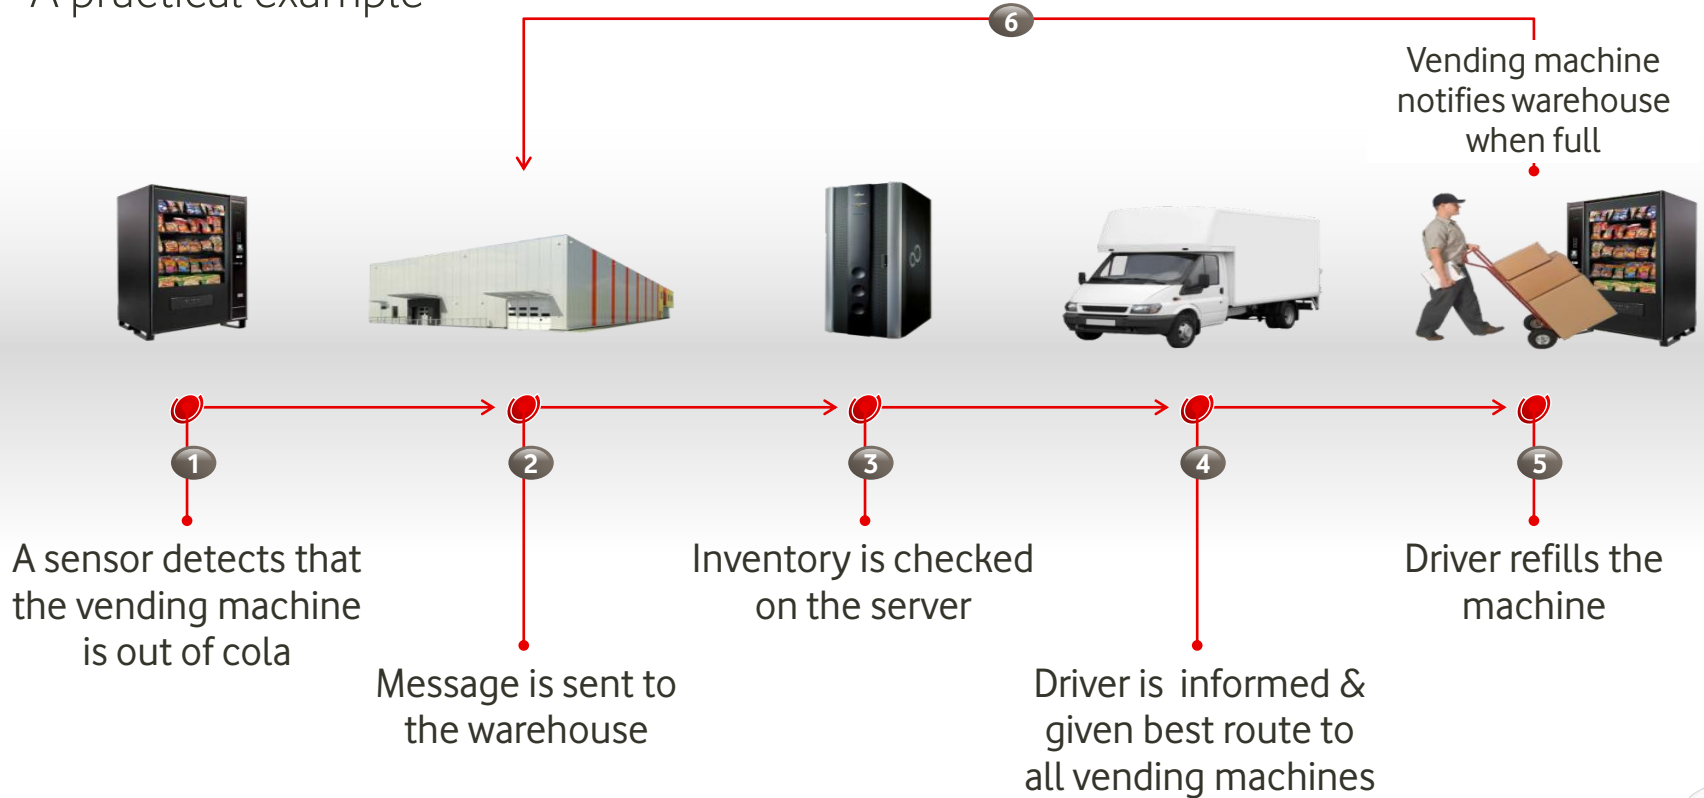 A practical example
6
Vending machine
notifies warehouse
when full
1
2
3
4
5
A sensor detects that
the vending machine
is out of cola
Message is sent to
the warehouse
Inventory is checked
on the server
Driver is informed &
given best route to
all vending machines
Driver refills the
machine